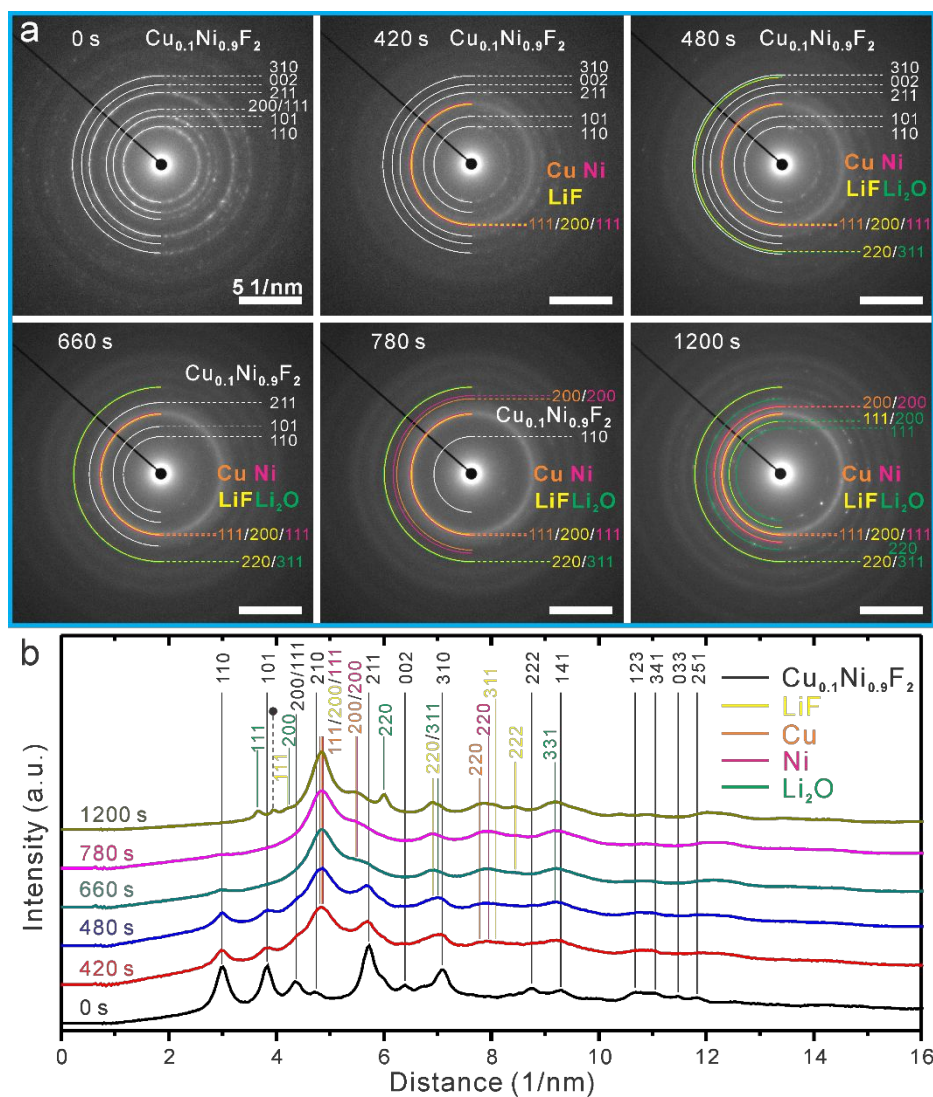 a
0 s Cu0.1Ni0.9F2
310
002
211
200/111
101
110
5 1/nm
420 s Cu0.1Ni0.9F2
310
002
211
101
110
Cu Ni
LiF
111/200/111
480 s Cu0.1Ni0.9F2
310
002
211
101
110
Cu Ni
LiF Li2O
111/200/111
220/311
660 s
Cu0.1Ni0.9F2
211
101
110
Cu Ni
LiF Li2O
111/200/111
220/311
780 s
200/200
Cu0.1Ni0.9F2
110
Cu Ni
LiF Li2O
111/200/111
220/311
1200 s
200/200
111/200
111
Cu Ni
LiF Li2O
111/200/111
220
220/311
b
110
101
200/111
210
111/200/111
200/200
211
002
310
222
141
123
341
033
251
111
111
200
220
220/311
220
220
311
222
331
Cu0.1Ni0.9F2
LiF
Cu
Ni
Li2O
1200 s
780 s
660 s
480 s
420 s
0 s
Intensity (a.u.)
0 2 4 6 8 10 12 14 16
Distance (1/nm)